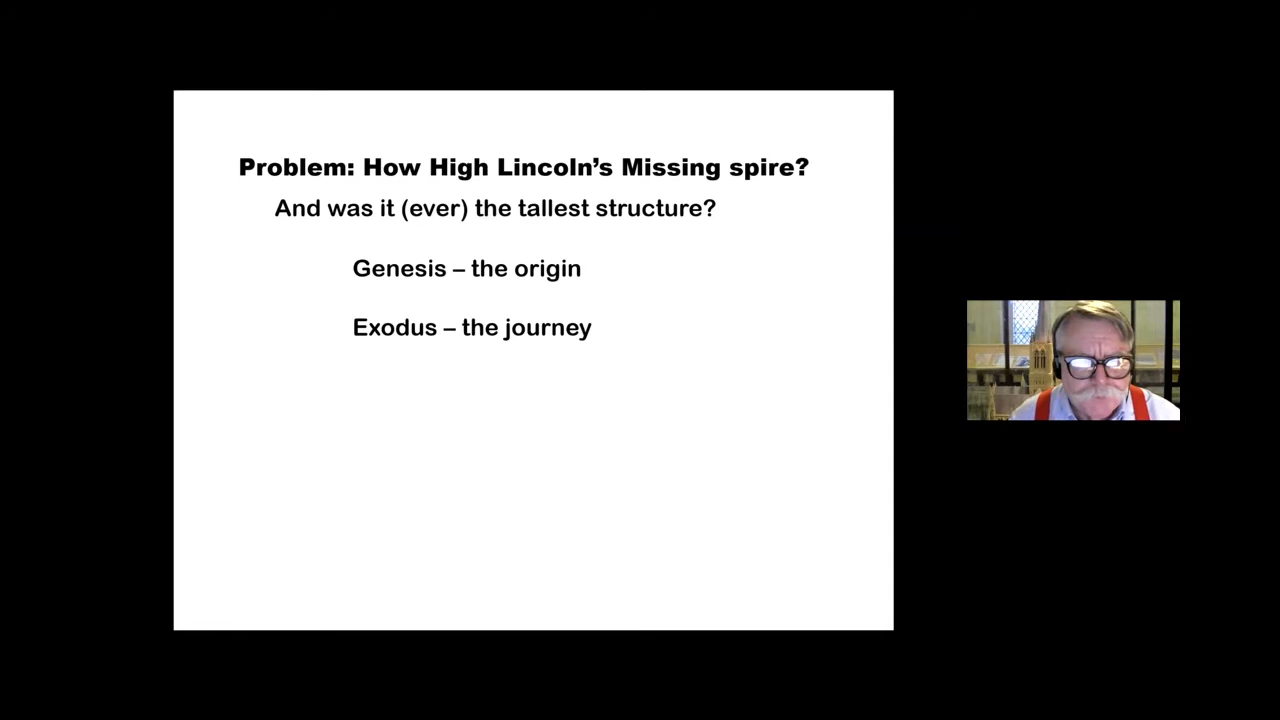 Problem: How High Lincoln’s Missing spire?
And was it (ever) the tallest structure?
Genesis – the origin
Exodus – the journey